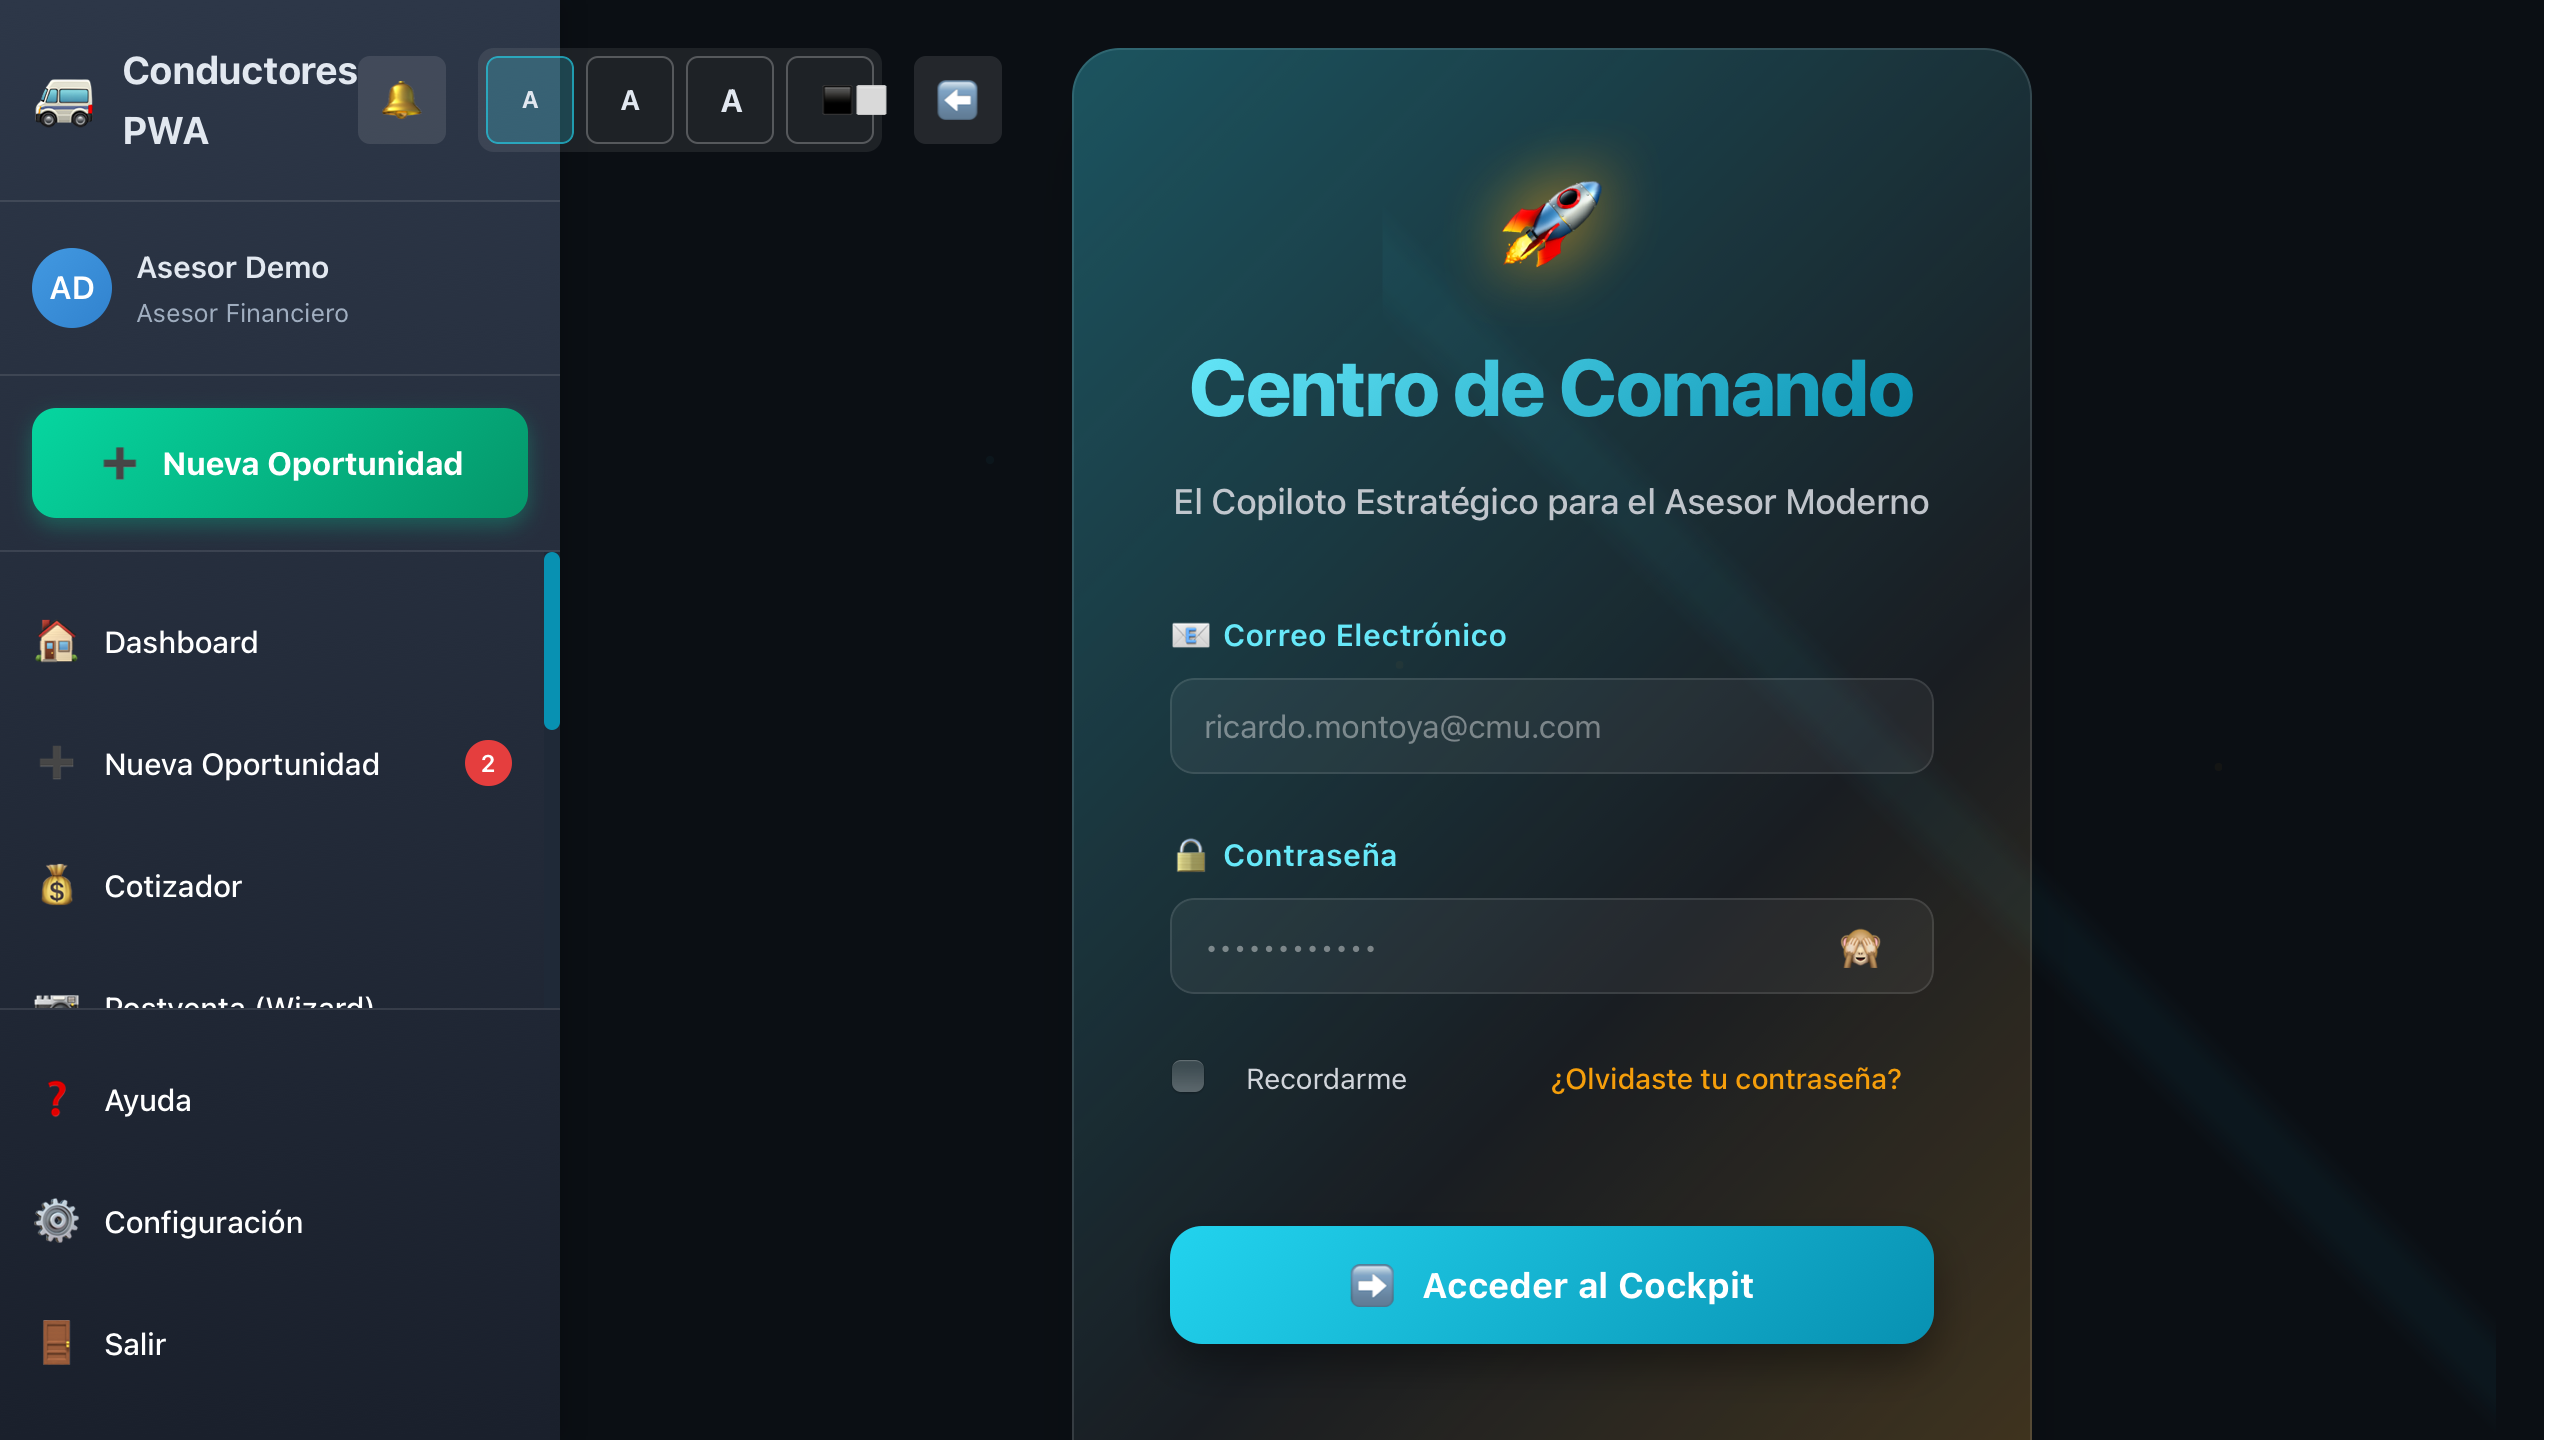 Conductores
PWA
A
A
A
AD
Asesor Demo
Asesor Financiero
Nueva Oportunidad
Dashboard
Nueva Oportunidad
2
Cotizador
Postventa (Wizard)
Ayuda
Configuración
Salir
Centro de Comando
El Copiloto Estratégico para el Asesor Moderno
Correo Electrónico
ricardo.montoya@cmu.com
Contraseña
••••••••••••
Recordarme
¿Olvidaste tu contraseña?
Acceder al Cockpit